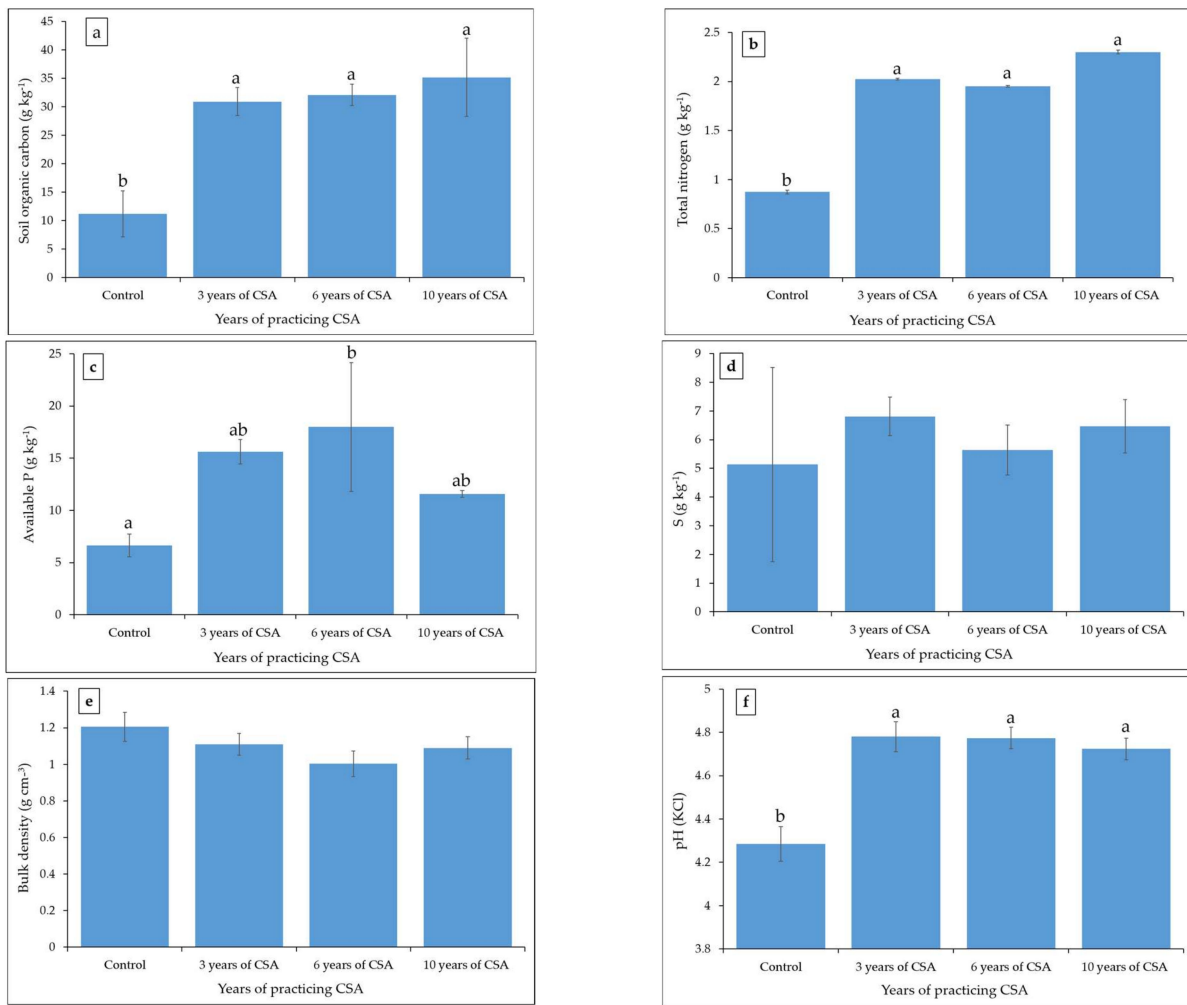 a
Soil organic carbon (g kg-1)
45
40
35
30
25
20
15
10
5
0
b
a
a
a
Control
3 years of CSA
6 years of CSA
10 years of CSA
Years of practicing CSA
b
Total nitrogen (g kg-1)
2.5
2
1.5
1
0.5
0
b
a
a
a
Control
3 years of CSA
6 years of CSA
10 years of CSA
Years of practicing CSA
c
Available P (g kg-1)
25
20
15
10
5
0
a
ab
b
ab
Control
3 years of CSA
6 years of CSA
10 years of CSA
Years of practicing CSA
d
S (g kg-1)
9
8
7
6
5
4
3
2
1
0
Control
3 years of CSA
6 years of CSA
10 years of CSA
Years of practicing CSA
e
Bulk density (g cm-3)
1.4
1.2
1
0.8
0.6
0.4
0.2
0
Control
3 years of CSA
6 years of CSA
10 years of CSA
Years of practicing CSA
f
pH (KCl)
5
4.8
4.6
4.4
4.2
4
3.8
b
a
a
a
Control
3 years of CSA
6 years of CSA
10 years of CSA
Years of practicing CSA